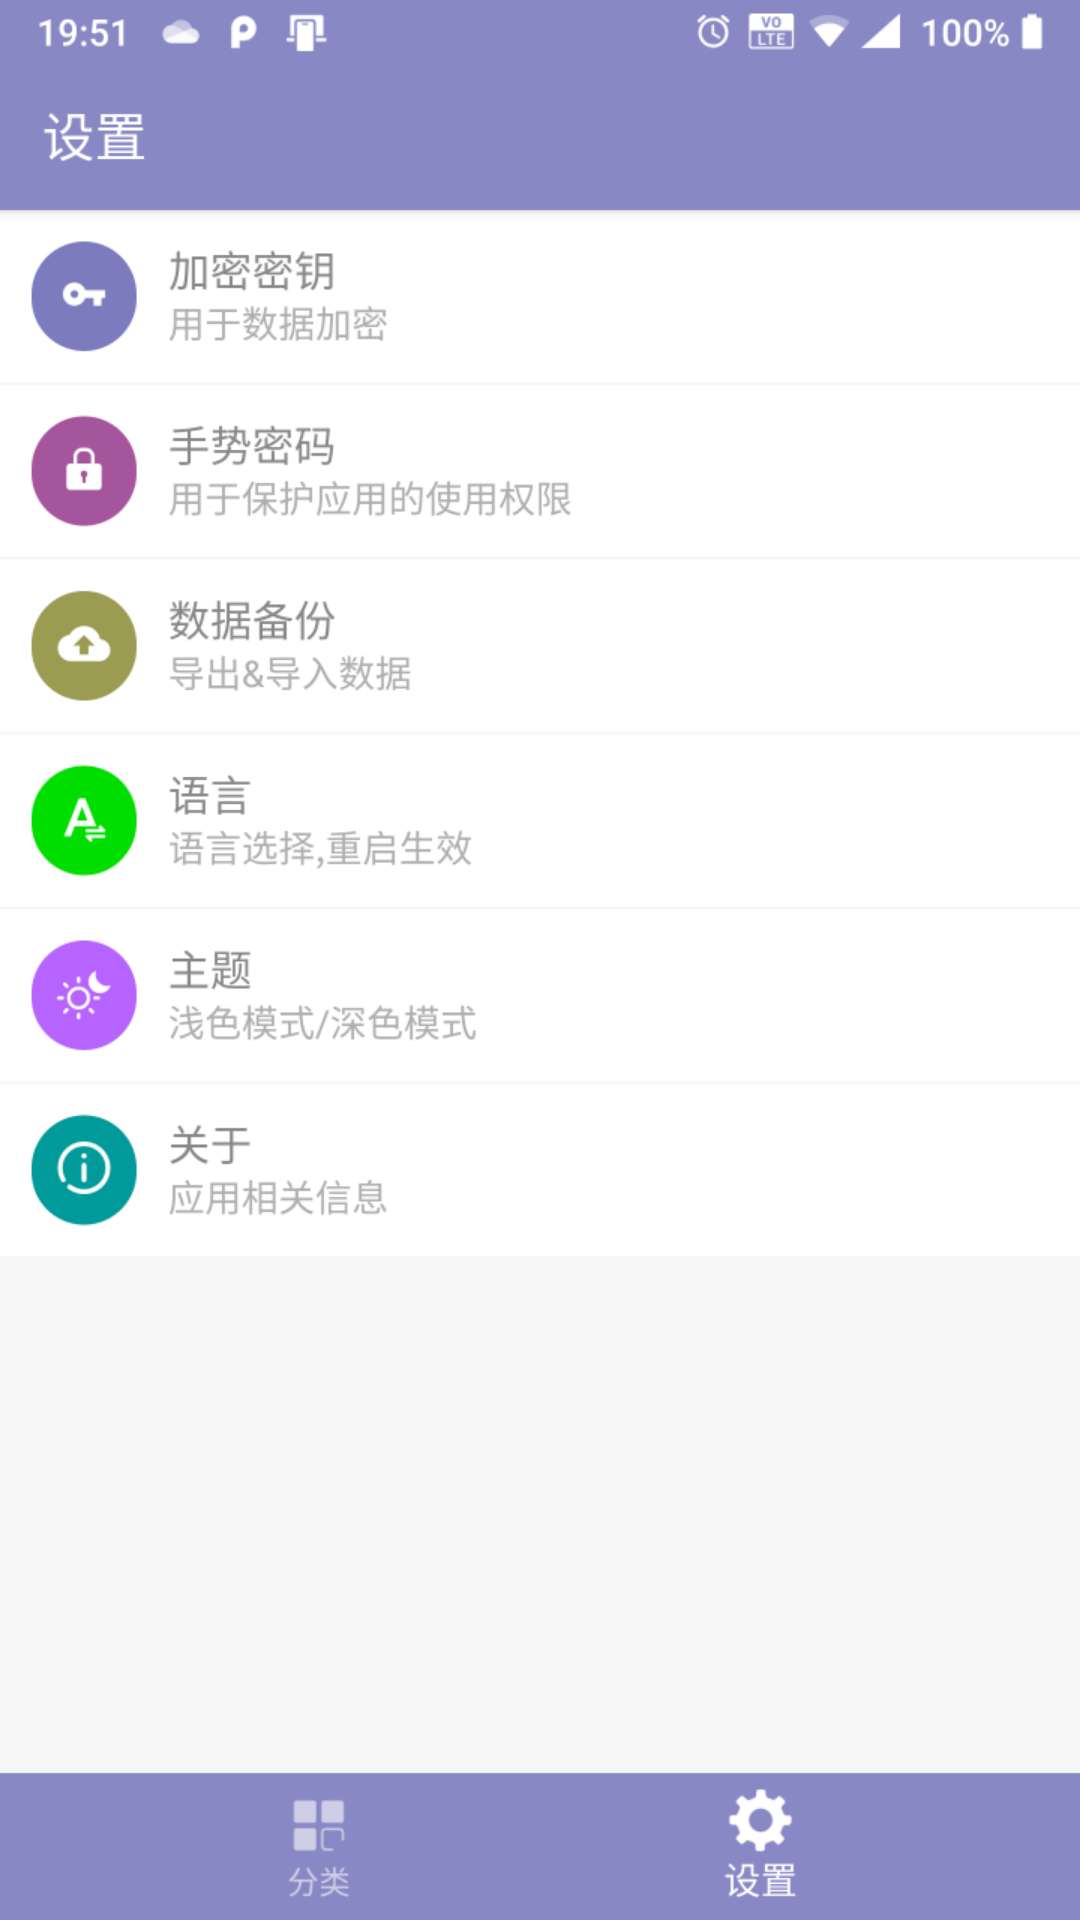 19:51
VO LTE
100%
设置
加密密钥
用于数据加密
手势密码
用于保护应用的使用权限
数据备份
导出&导入数据
语言
语言选择,重启生效
主题
浅色模式/深色模式
关于
应用相关信息
分类
设置